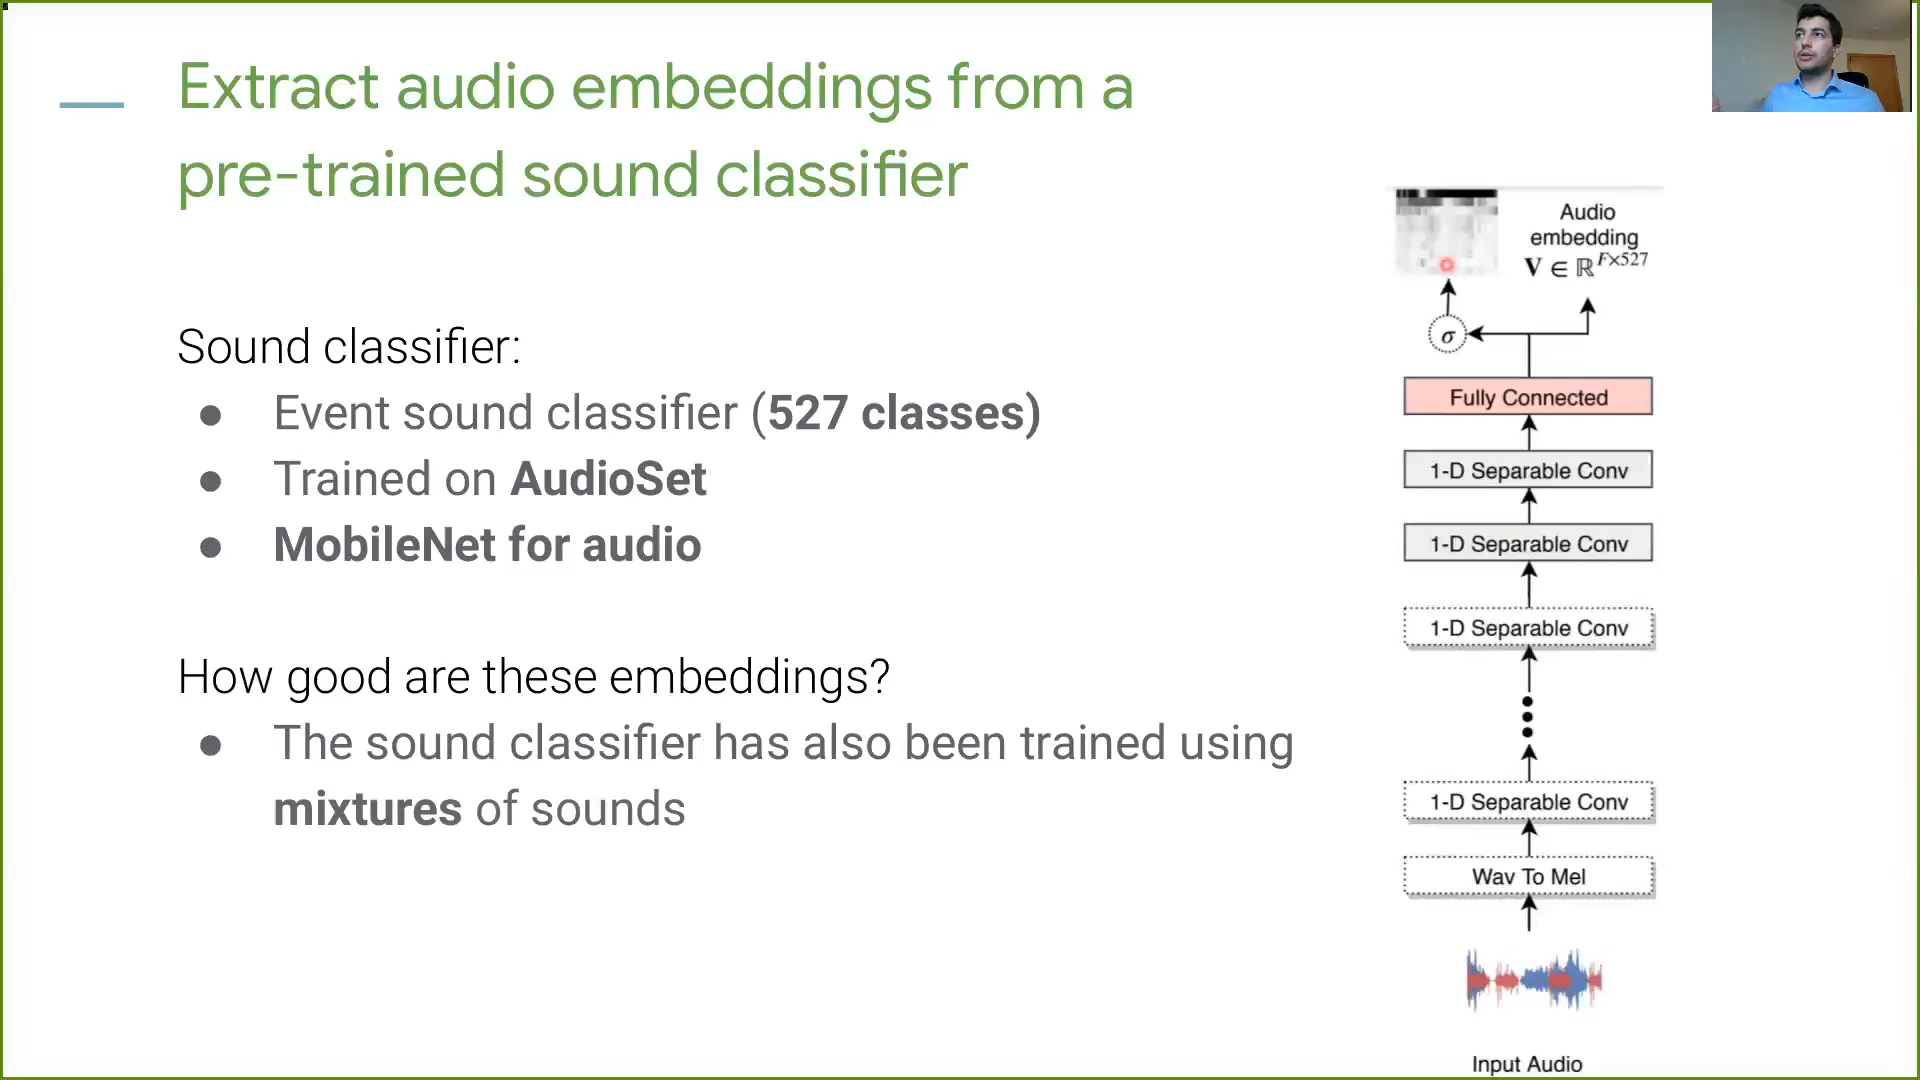 Extract audio embeddings from a
pre-trained sound classifier
Sound classifier:
● Event sound classifier (527 classes)
● Trained on AudioSet
● MobileNet for audio
How good are these embeddings?
● The sound classifier has also been trained using
mixtures of sounds
Audio
embedding
V ∈ ℝ^{F×527}
σ
Fully Connected
1-D Separable Conv
1-D Separable Conv
1-D Separable Conv
1-D Separable Conv
Wav To Mel
Input Audio